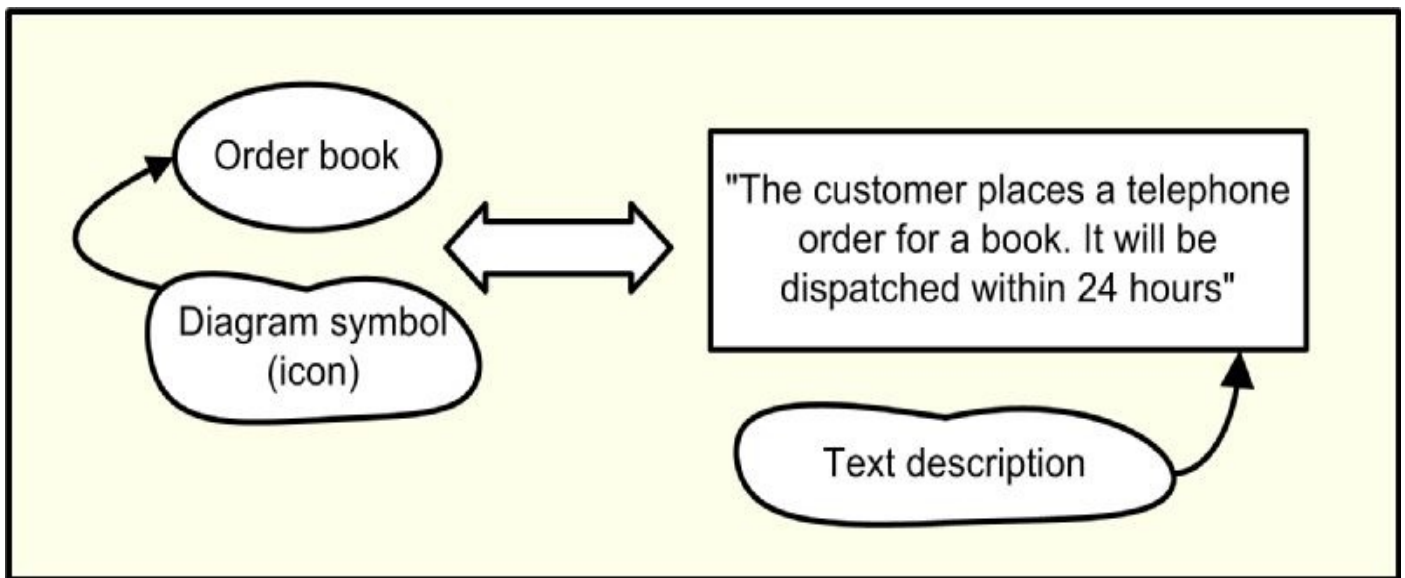 Order book
Diagram symbol
(icon)
"The customer places a telephone
order for a book. It will be
dispatched within 24 hours"
Text description